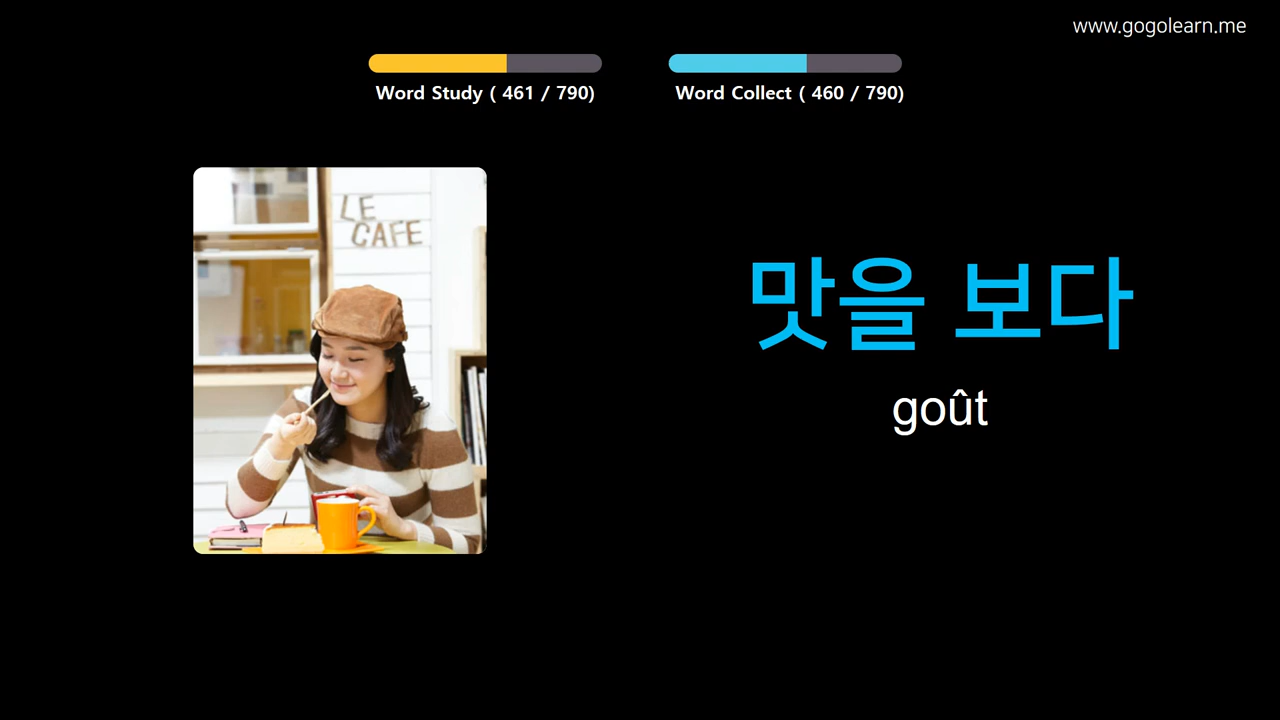 www.gogolearn.me
Word Study ( 461 / 790)
Word Collect ( 460 / 790)
LE
CAFE
맛을 보다
goût